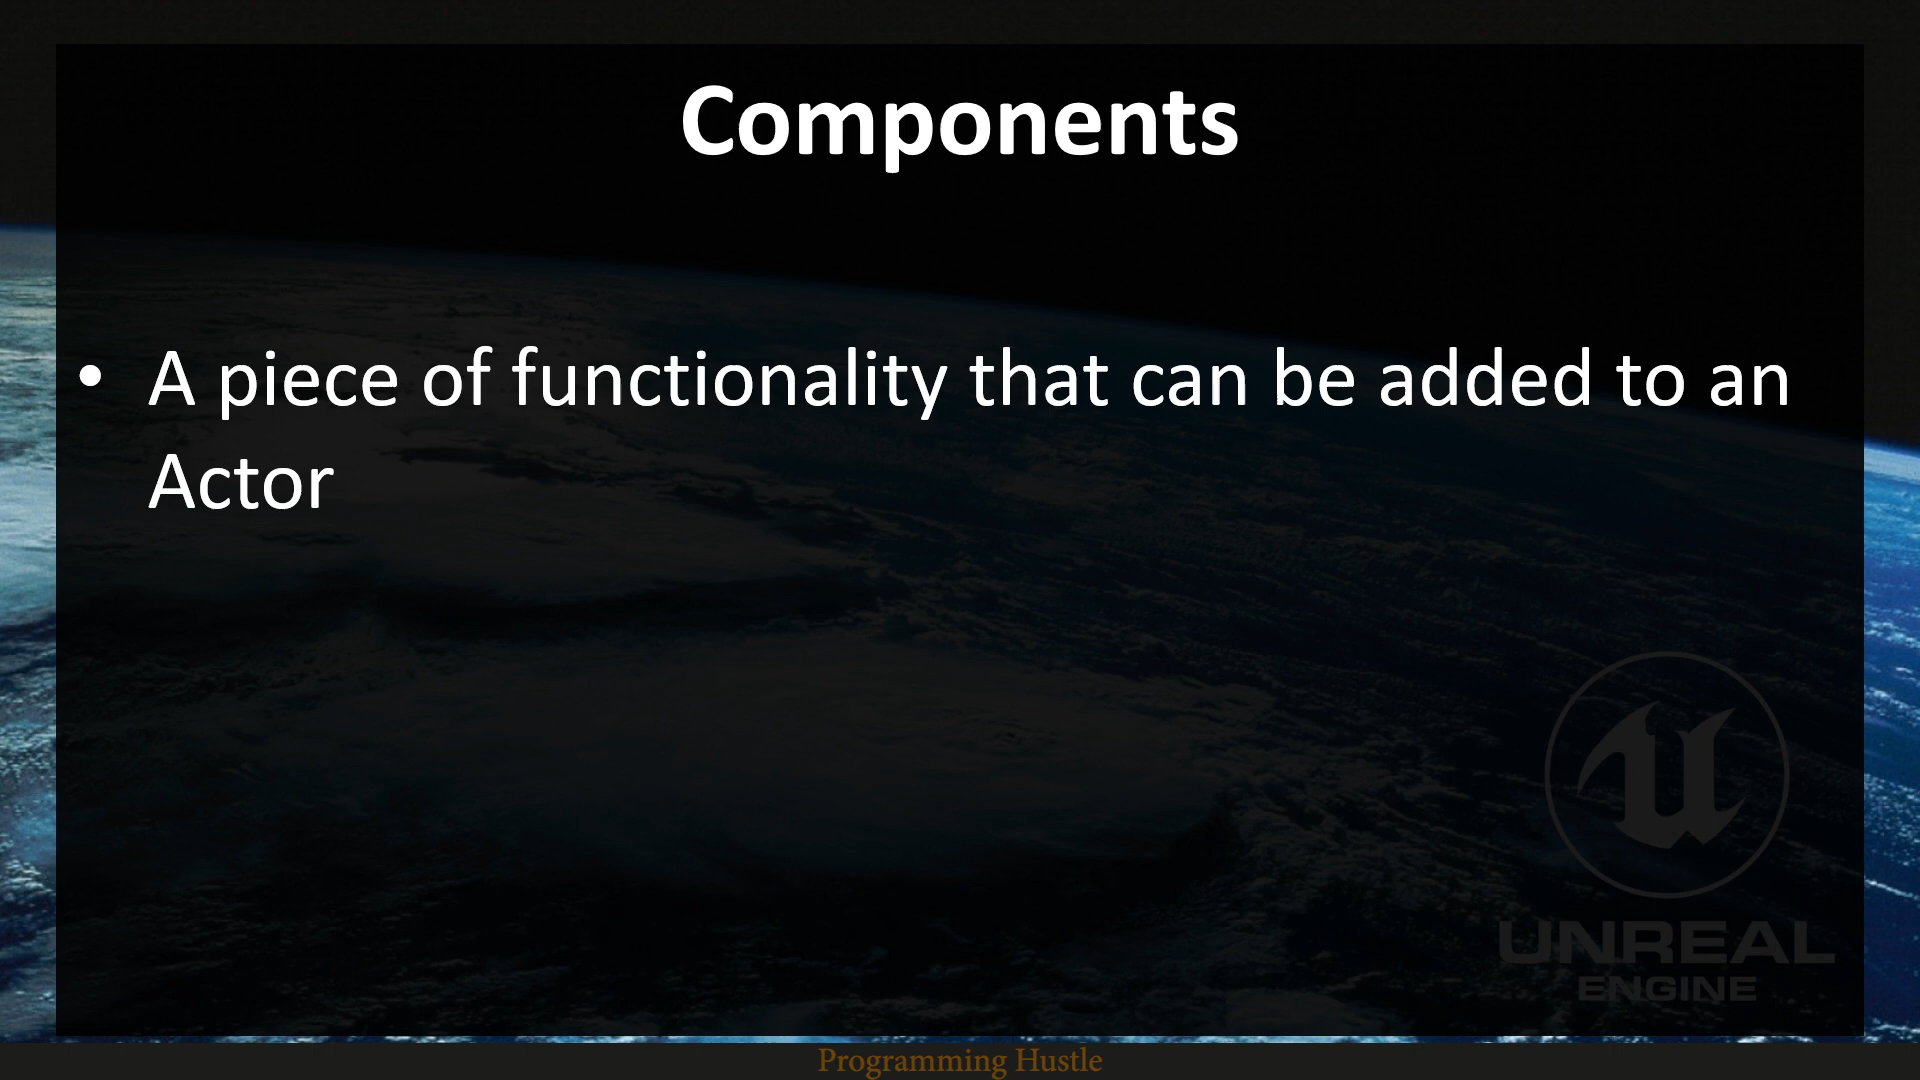 Components
• A piece of functionality that can be added to an
Actor
UNREAL
ENGINE
Programming Hustle